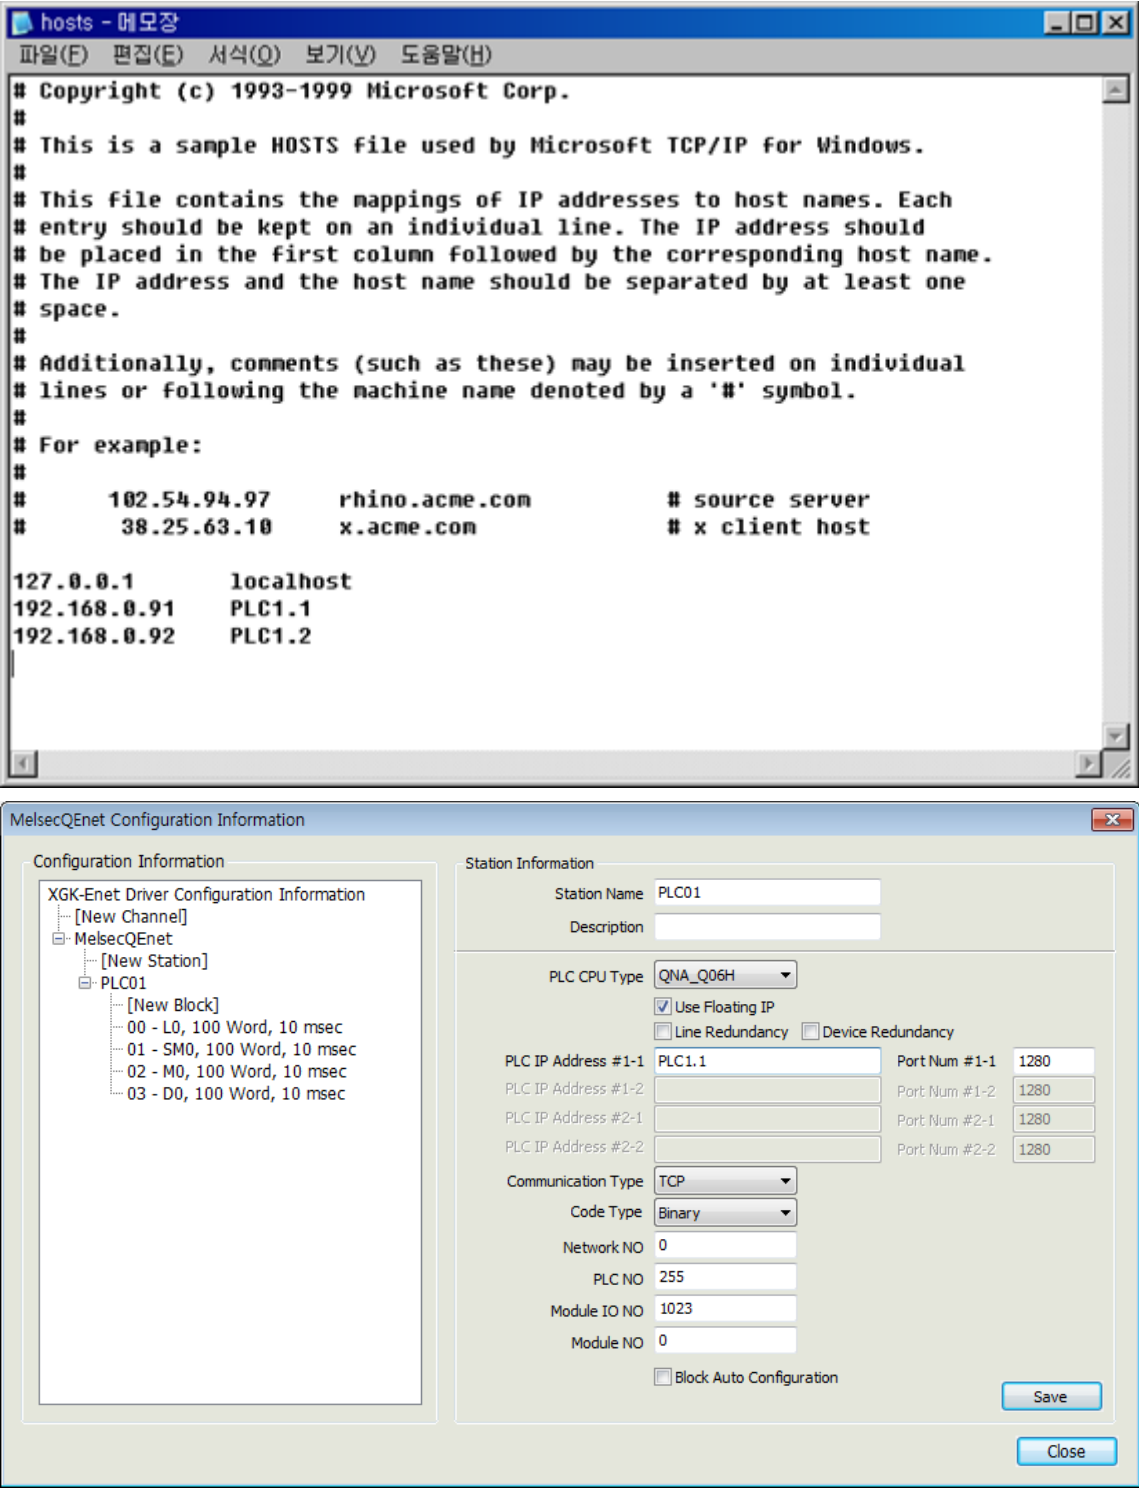 hosts - 메모장
파일(F) 편집(E) 서식(O) 보기(V) 도움말(H)
# Copyright (c) 1993-1999 Microsoft Corp.
#
# This is a sample HOSTS file used by Microsoft TCP/IP for Windows.
#
# This file contains the mappings of IP addresses to host names. Each
# entry should be kept on an individual line. The IP address should
# be placed in the first column followed by the corresponding host name.
# The IP address and the host name should be separated by at least one
# space.
#
# Additionally, comments (such as these) may be inserted on individual
# lines or following the machine name denoted by a '#' symbol.
#
# For example:
#
#      102.54.94.97     rhino.acme.com          # source server
#       38.25.63.10     x.acme.com              # x client host
127.0.0.1       localhost
192.168.0.91    PLC1.1
192.168.0.92    PLC1.2
MelsecQEnet Configuration Information
Configuration Information
XGK-Enet Driver Configuration Information
[New Channel]
MelsecQEnet
[New Station]
PLC01
[New Block]
00 - L0, 100 Word, 10 msec
01 - SM0, 100 Word, 10 msec
02 - M0, 100 Word, 10 msec
03 - D0, 100 Word, 10 msec
Station Information
Station Name PLC01
Description
PLC CPU Type QNA_Q06H
Use Floating IP
Line Redundancy Device Redundancy
PLC IP Address #1-1 PLC1.1 Port Num #1-1 1280
PLC IP Address #1-2 Port Num #1-2 1280
PLC IP Address #2-1 Port Num #2-1 1280
PLC IP Address #2-2 Port Num #2-2 1280
Communication Type TCP
Code Type Binary
Network NO 0
PLC NO 255
Module IO NO 1023
Module NO 0
Block Auto Configuration
Save
Close